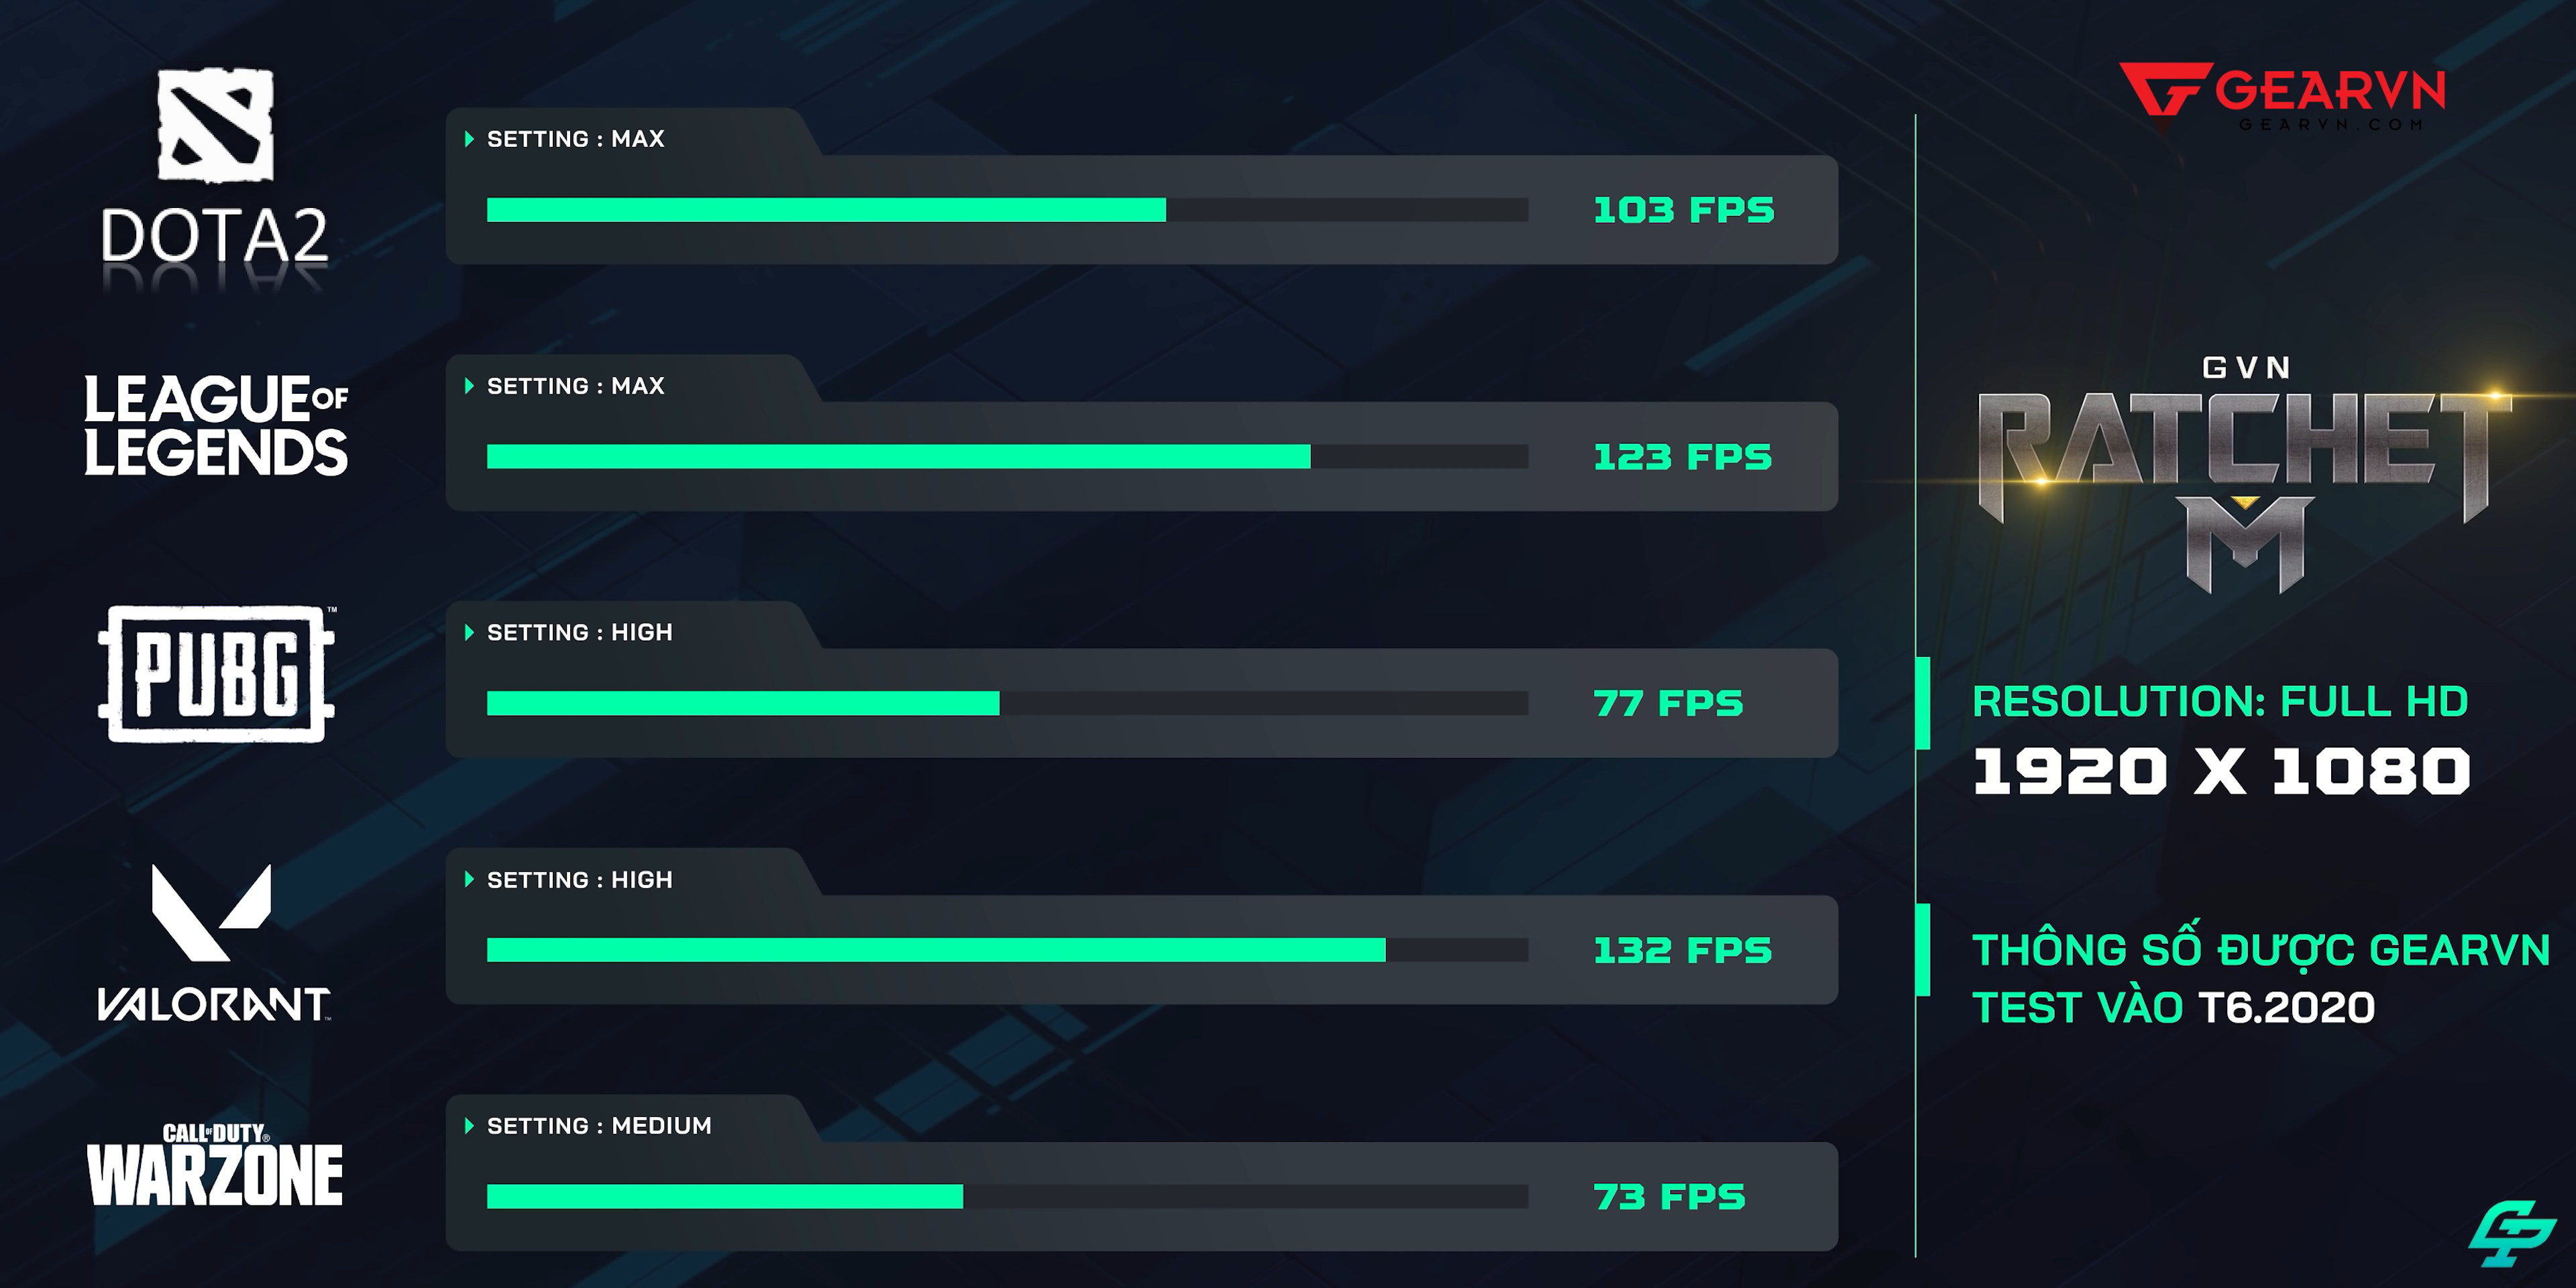 DOTA2
SETTING : MAX
103 FPS
LEAGUE OF
LEGENDS
SETTING : MAX
123 FPS
PUBG™
SETTING : HIGH
77 FPS
VALORANT™
SETTING : HIGH
132 FPS
CALL OF DUTY®
WARZONE
SETTING : MEDIUM
73 FPS
GEARVN
GEARVN.COM
GVN
RATCHET
M
RESOLUTION: FULL HD
1920 X 1080
THÔNG SỐ ĐƯỢC GEARVN
TEST VÀO T6.2020